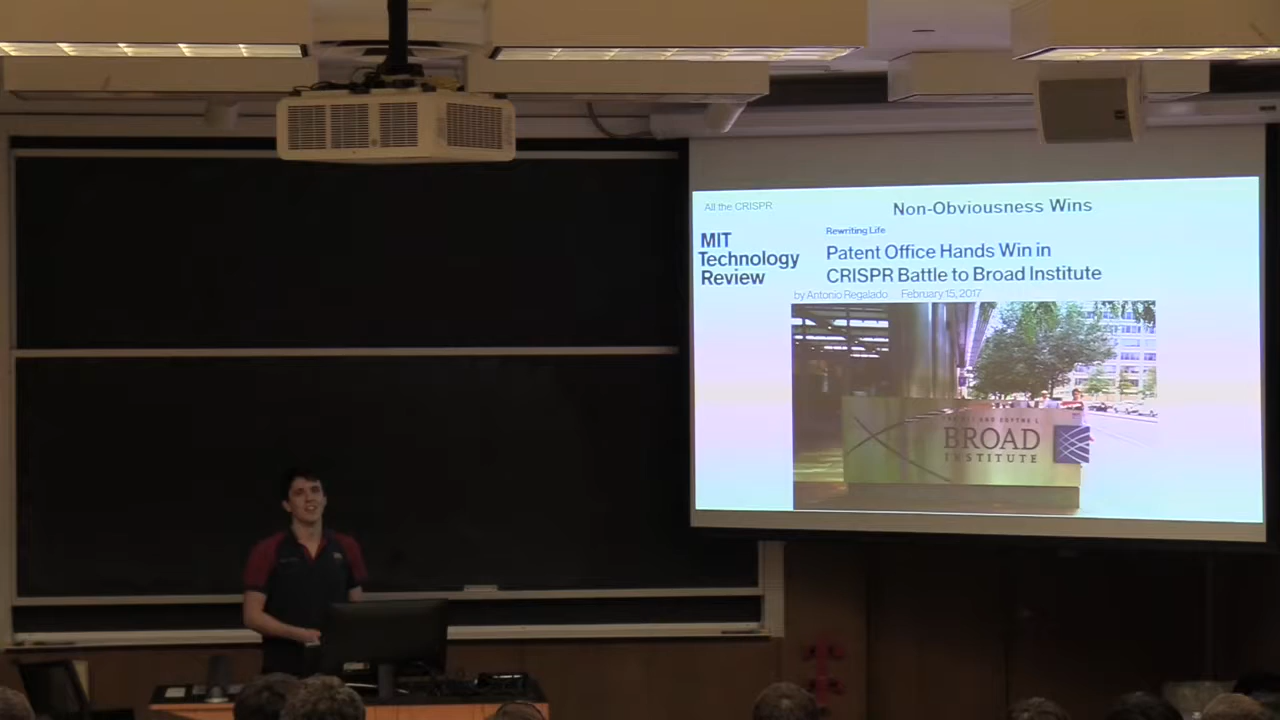 All the CRISPR
Non-Obviousness Wins
MIT
Technology
Review
Rewriting Life
Patent Office Hands Win in
CRISPR Battle to Broad Institute
by Antonio Regalado February 15, 2017
BROAD
INSTITUTE